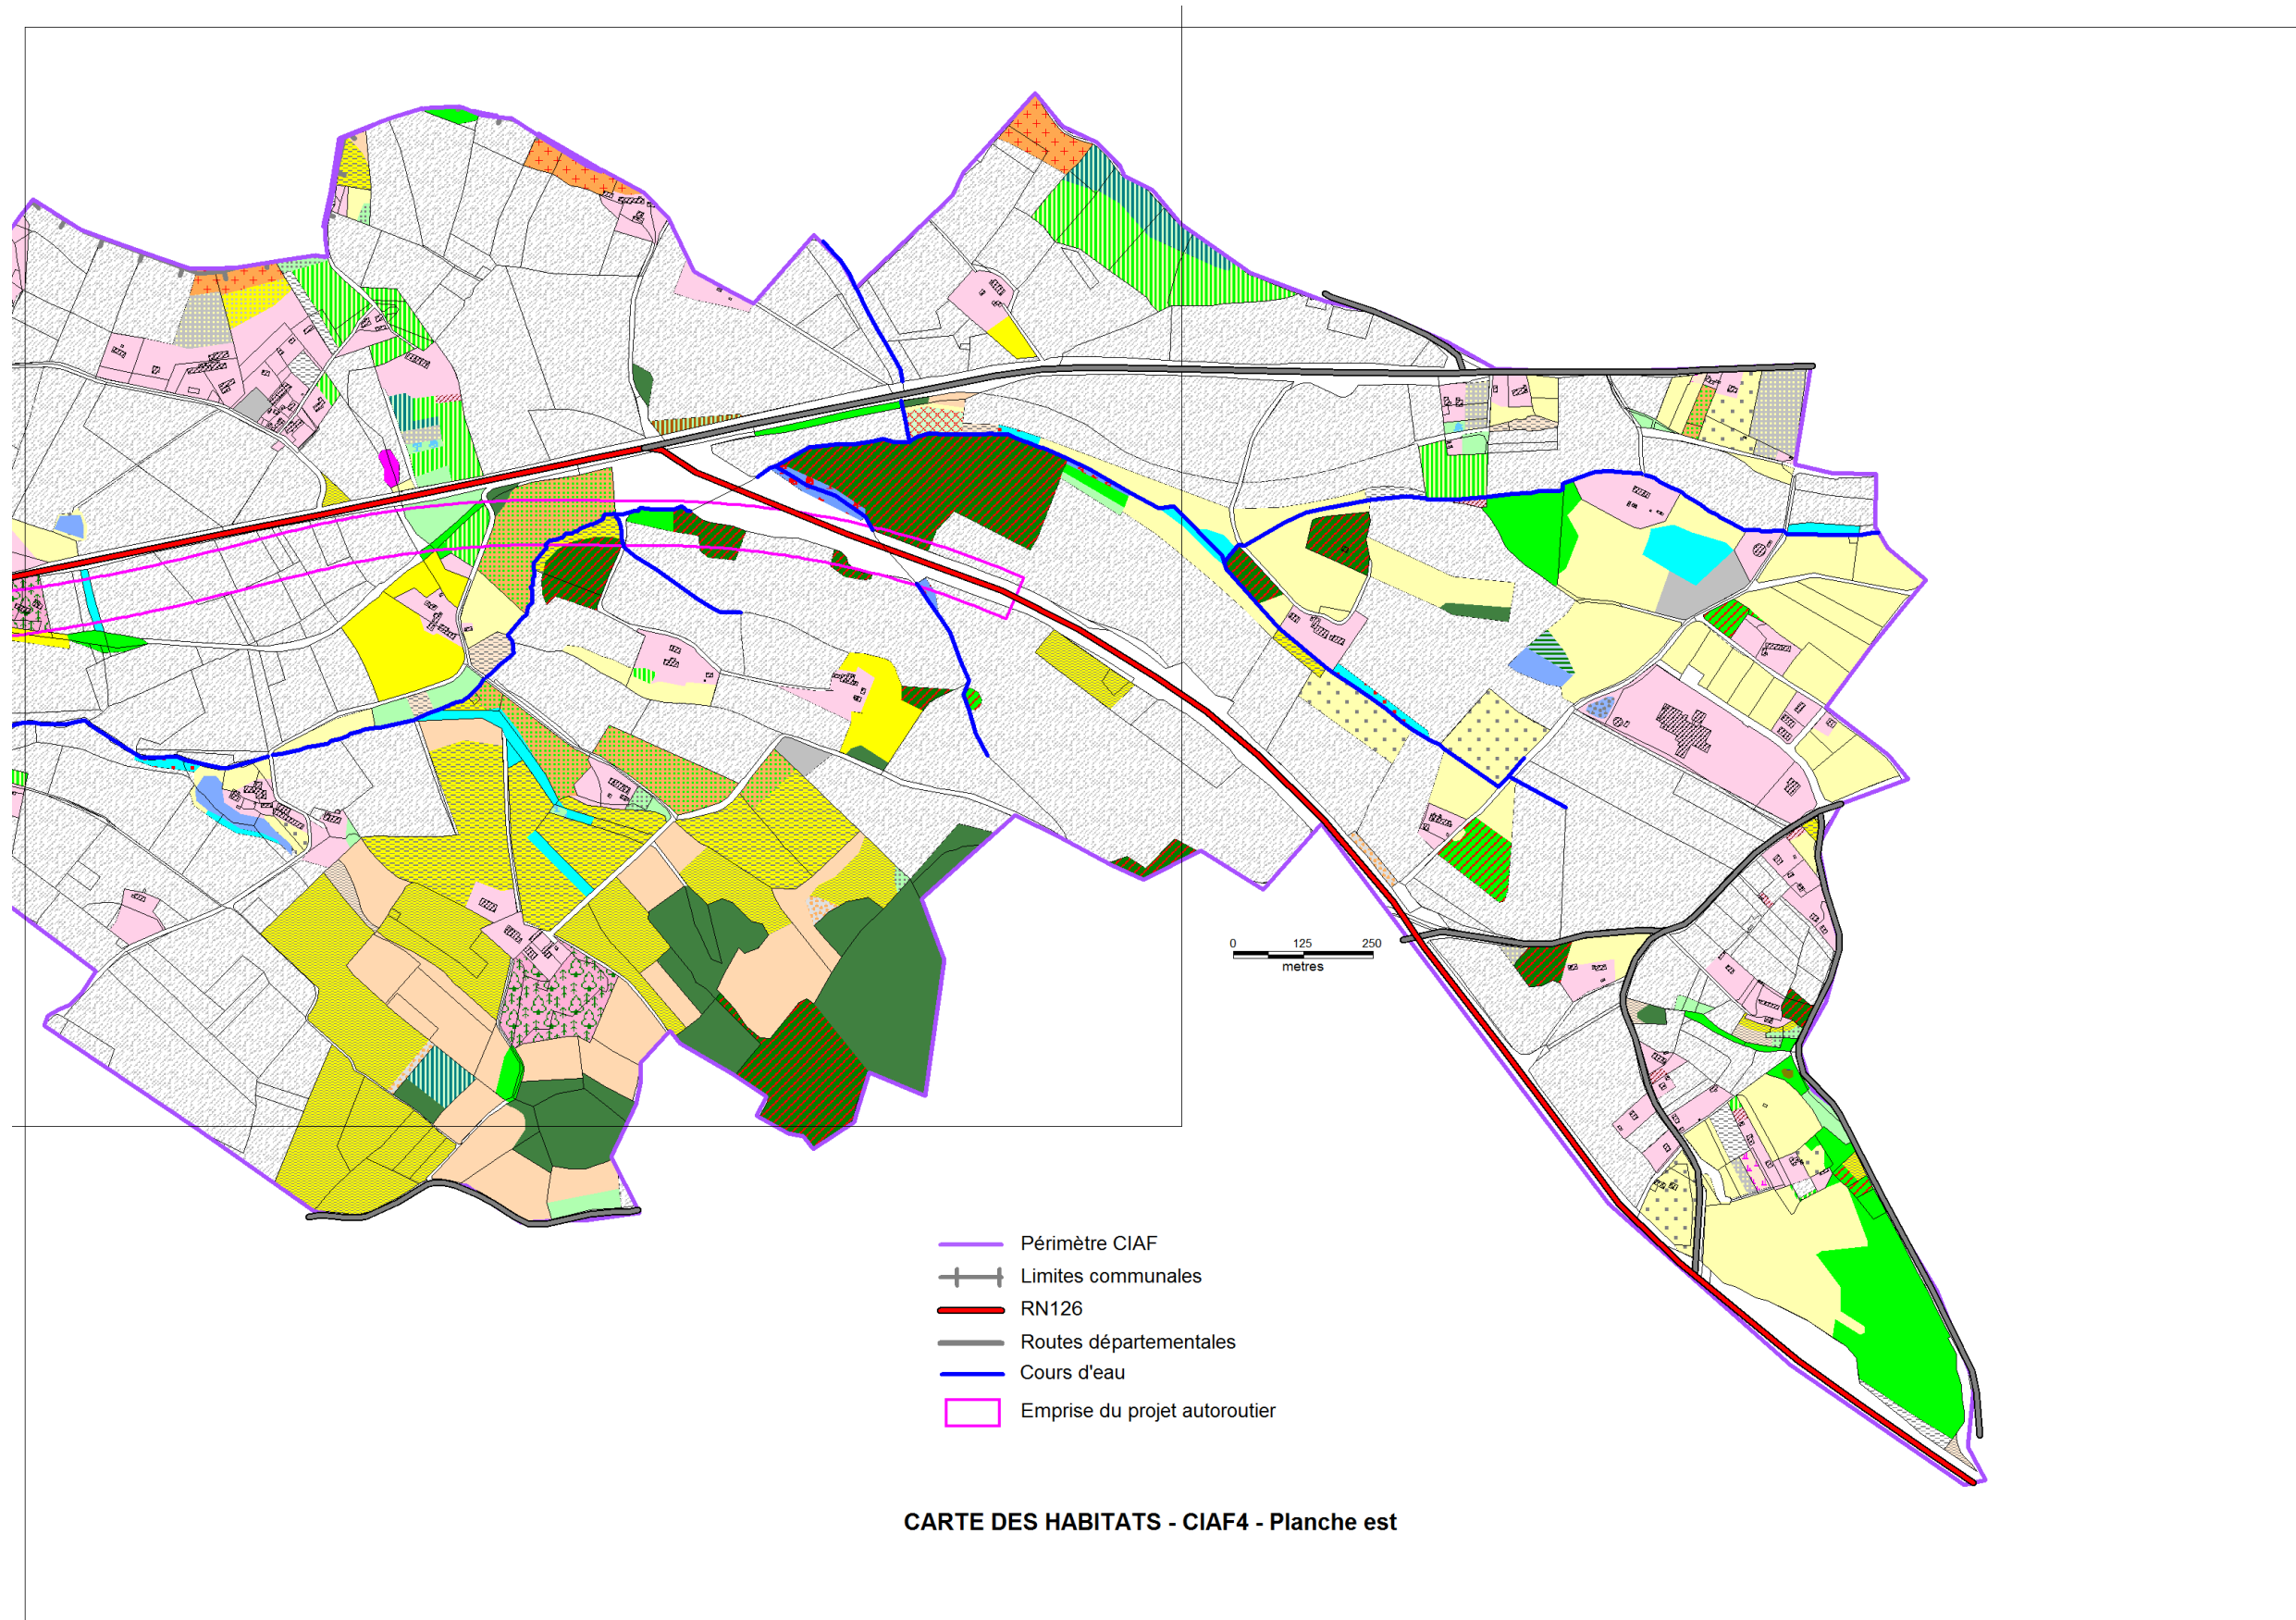 0 125 250
metres
Périmètre CIAF
Limites communales
RN126
Routes départementales
Cours d'eau
Emprise du projet autoroutier
CARTE DES HABITATS - CIAF4 - Planche est